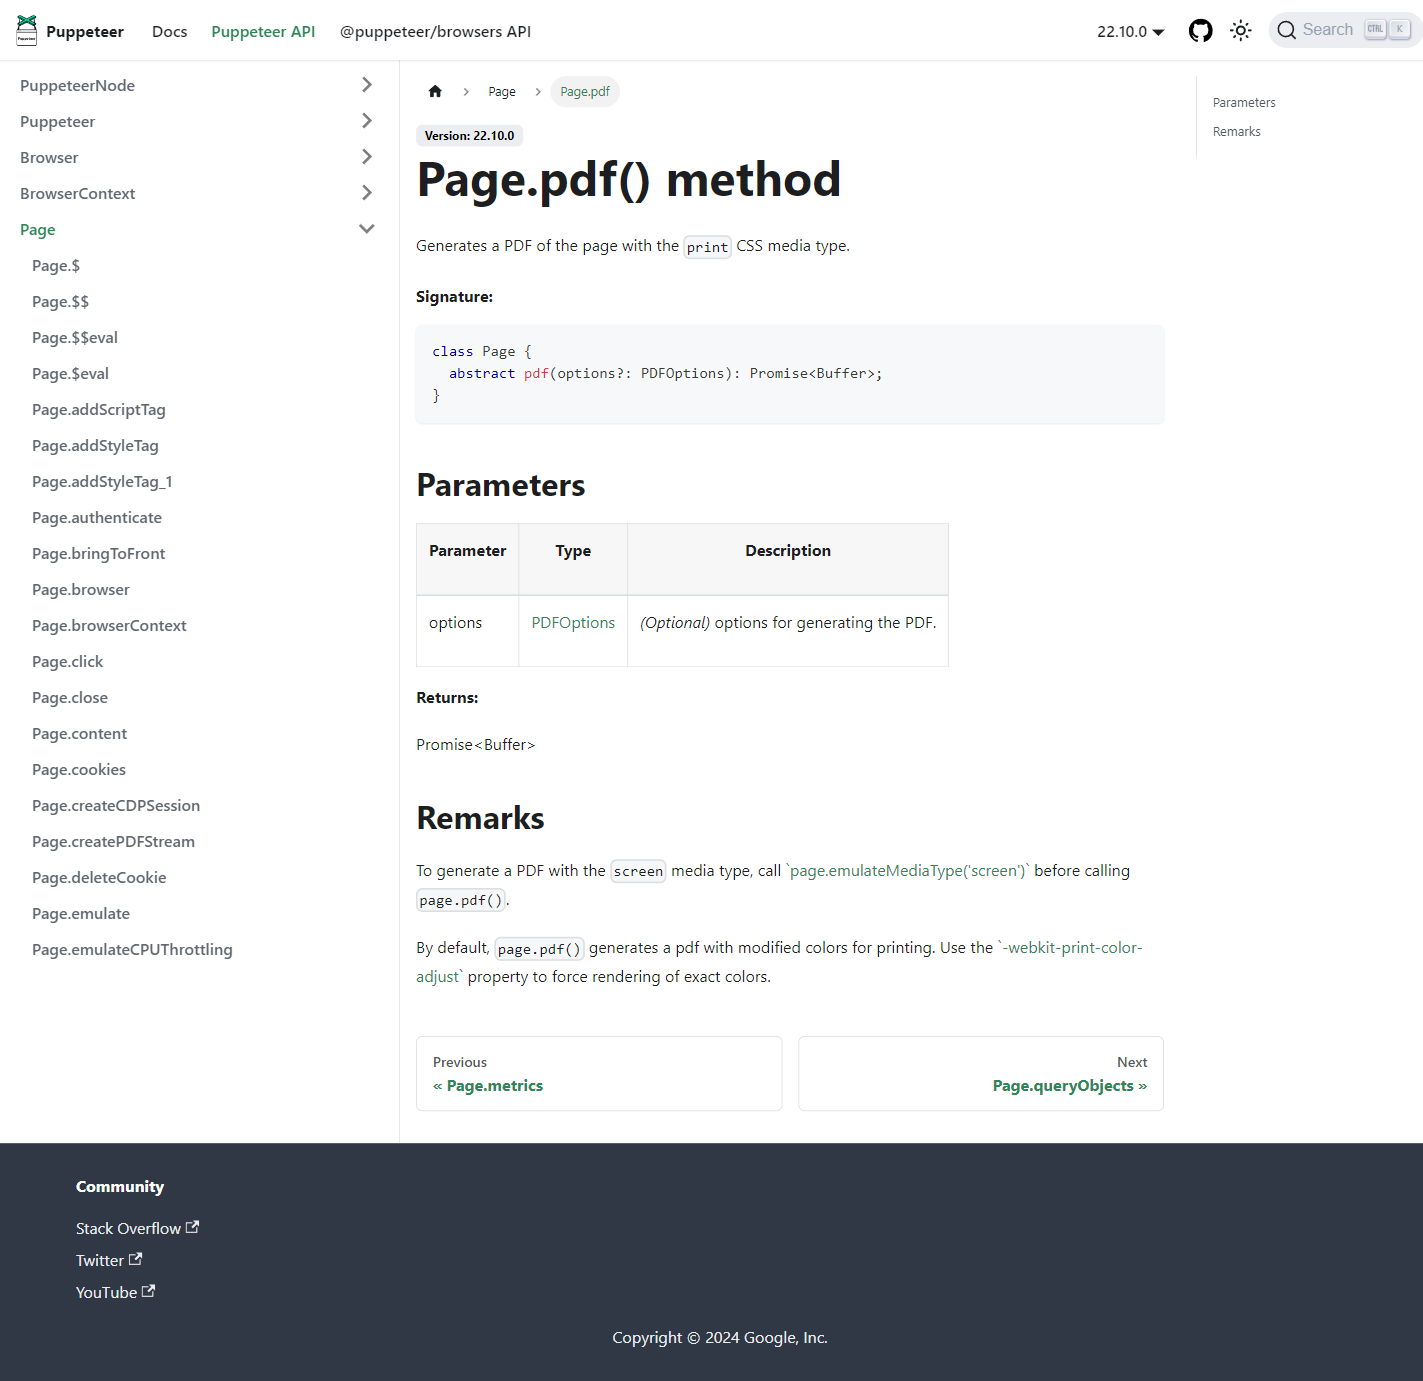 Puppeteer Docs Puppeteer API @puppeteer/browsers API 22.10.0 Search CTRL K
PuppeteerNode
Puppeteer
Browser
BrowserContext
Page
Page.$
Page.$$
Page.$$eval
Page.$eval
Page.addScriptTag
Page.addStyleTag
Page.addStyleTag_1
Page.authenticate
Page.bringToFront
Page.browser
Page.browserContext
Page.click
Page.close
Page.content
Page.cookies
Page.createCDPSession
Page.createPDFStream
Page.deleteCookie
Page.emulate
Page.emulateCPUThrottling
Page Page.pdf
Version: 22.10.0
Page.pdf() method
Generates a PDF of the page with the print CSS media type.
Signature:
class Page {
abstract pdf(options?: PDFOptions): Promise<Buffer>;
}
Parameters
Parameter Type Description
options PDFOptions (Optional) options for generating the PDF.
Returns:
Promise<Buffer>
Remarks
To generate a PDF with the screen media type, call `page.emulateMediaType('screen')` before calling
page.pdf().
By default, page.pdf() generates a pdf with modified colors for printing. Use the `-webkit-print-color-
adjust` property to force rendering of exact colors.
Previous
« Page.metrics
Next
Page.queryObjects »
Parameters
Remarks
Community
Stack Overflow
Twitter
YouTube
Copyright © 2024 Google, Inc.